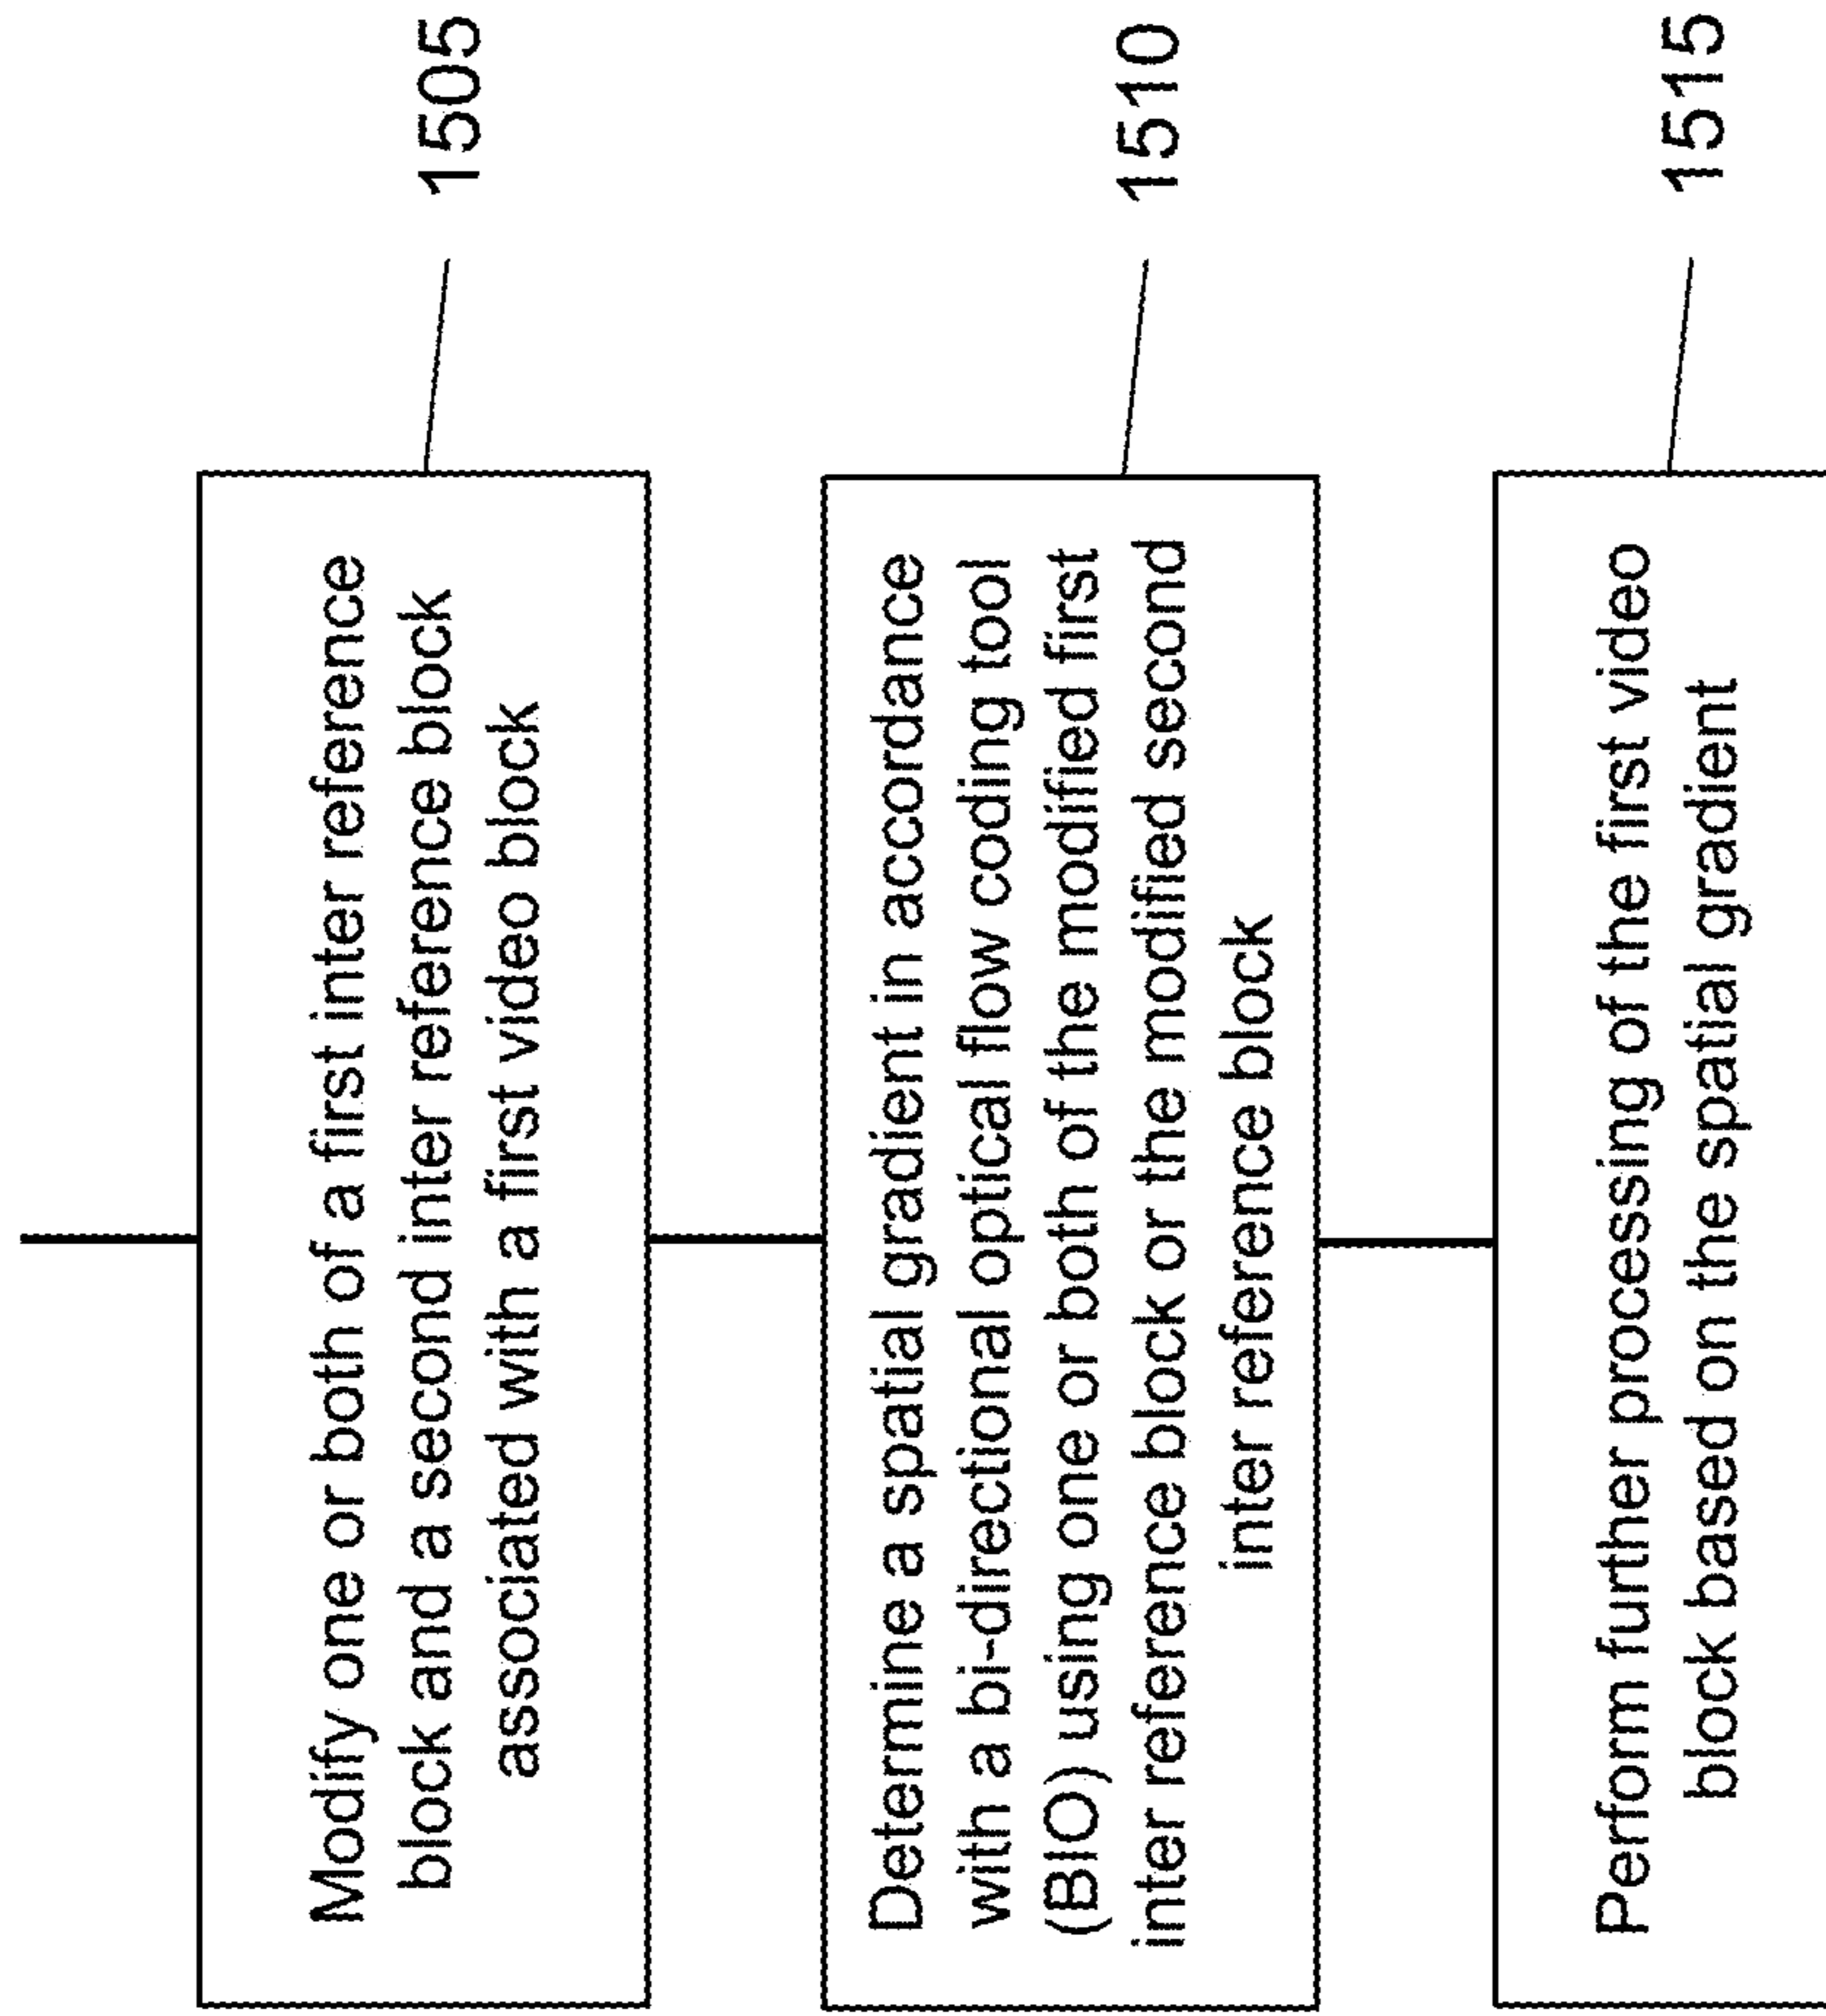 Modify one or both of a first inter reference
block and a second inter reference block
associated with a first video block
1505
Determine a spatial gradient in accordance
with a bi-directional optical flow coding tool
(BIO) using one or both of the modified first
inter reference block or the modified second
inter reference block
1510
Perform further processing of the first video
block based on the spatial gradient
1515